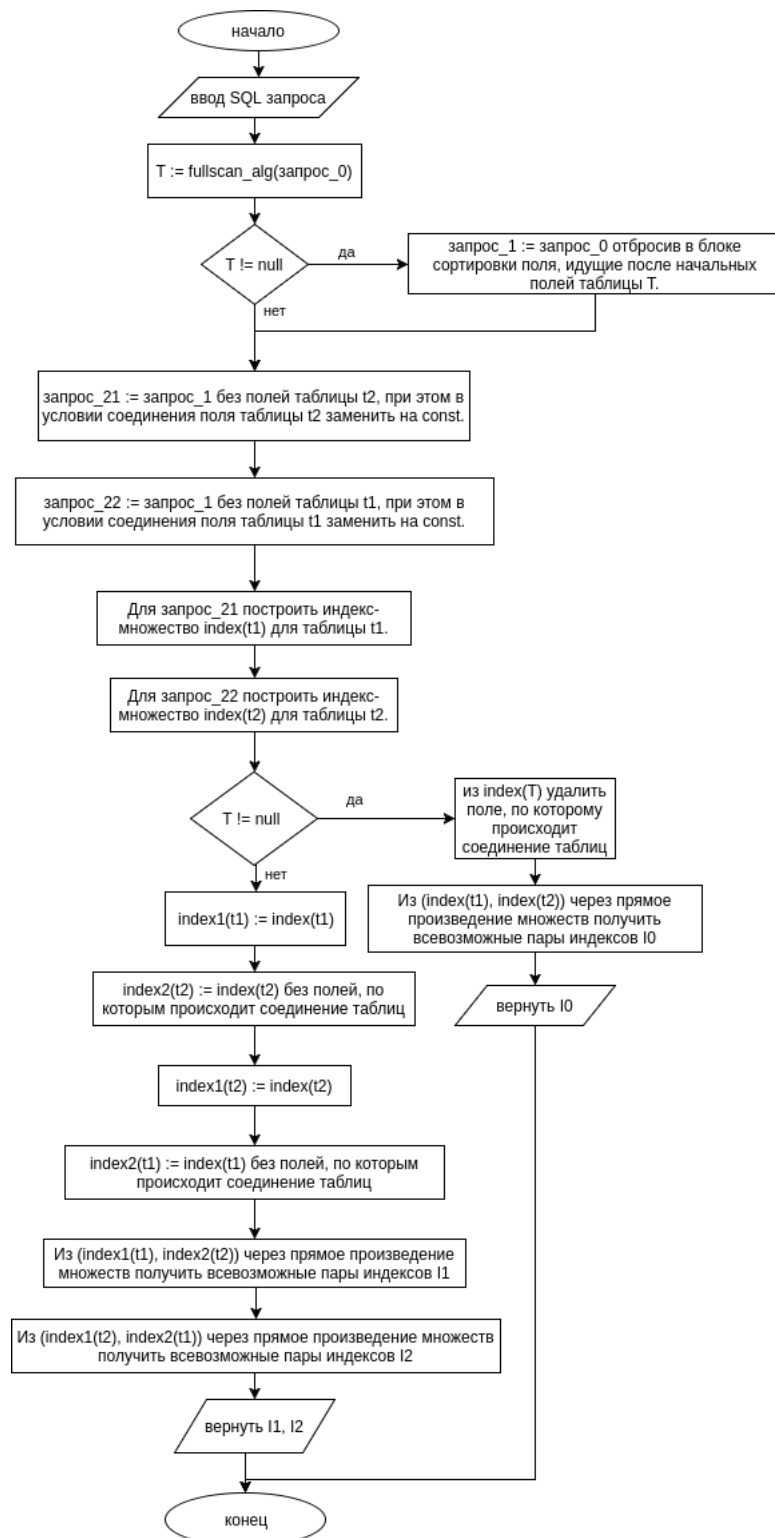 начало
ввод SQL запроса
T := fullscan_alg(запрос_0)
T != null
да
запрос_1 := запрос_0 отбросив в блоке
сортировки поля, идущие после начальных
полей таблицы T.
нет
запрос_21 := запрос_1 без полей таблицы t2, при этом в
условии соединения поля таблицы t2 заменить на const.
запрос_22 := запрос_1 без полей таблицы t1, при этом в
условии соединения поля таблицы t1 заменить на const.
Для запрос_21 построить индекс-
множество index(t1) для таблицы t1.
Для запрос_22 построить индекс-
множество index(t2) для таблицы t2.
T != null
да
из index(T) удалить
поле, по которому
происходит
соединение таблиц
нет
index1(t1) := index(t1)
Из (index(t1), index(t2)) через прямое
произведение множеств получить
всевозможные пары индексов I0
index2(t2) := index(t2) без полей, по
которым происходит соединение таблиц
вернуть I0
index1(t2) := index(t2)
index2(t1) := index(t1) без полей, по которым
происходит соединение таблиц
Из (index1(t1), index2(t2)) через прямое произведение
множеств получить всевозможные пары индексов I1
Из (index1(t2), index2(t1)) через прямое произведение множеств
получить всевозможные пары индексов I2
вернуть I1, I2
конец